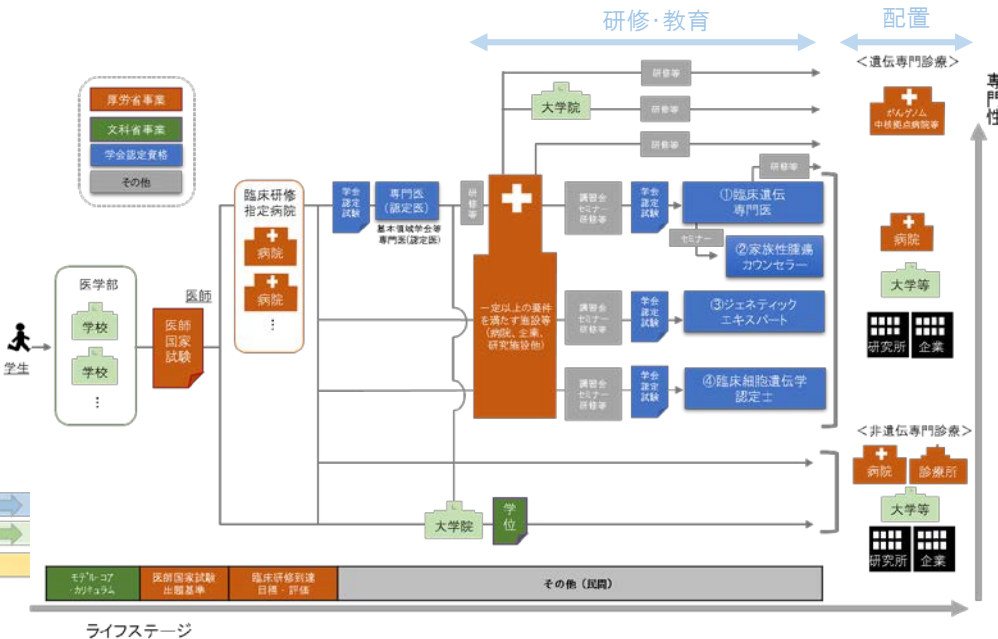 研修・教育
配置
<遺伝専門診療>
専門性
厚労省事業
文科省事業
学会認定資格
その他
研修等
大学院
研修等
研修等
がんゲノム
中核拠点病院等
臨床研修
指定病院
病院
病院
⋮
学会
認定
試験
専門医
(認定医)
基本領域学会等
専門医(認定医)
研修等
講習会
セミナー
研修等
学会
認定
試験
研修等
①臨床遺伝
専門医
セミナー
②家族性腫瘍
カウンセラー
病院
大学等
研究所
企業
医学部
学校
学校
⋮
学生
医師
医師
国家
試験
一定以上の要件
を満たす施設等
(病院、企業、
研究施設他)
講習会
セミナー
研修等
学会
認定
試験
③ジェネティック
エキスパート
講習会
セミナー
研修等
学会
認定
試験
④臨床細胞遺伝学
認定士
<非遺伝専門診療>
病院
診療所
大学等
研究所
企業
大学院
学位
モデル・コア
・カリキュラム
医師国家試験
出題基準
臨床研修到達
目標・評価
その他(民間)
ライフステージ